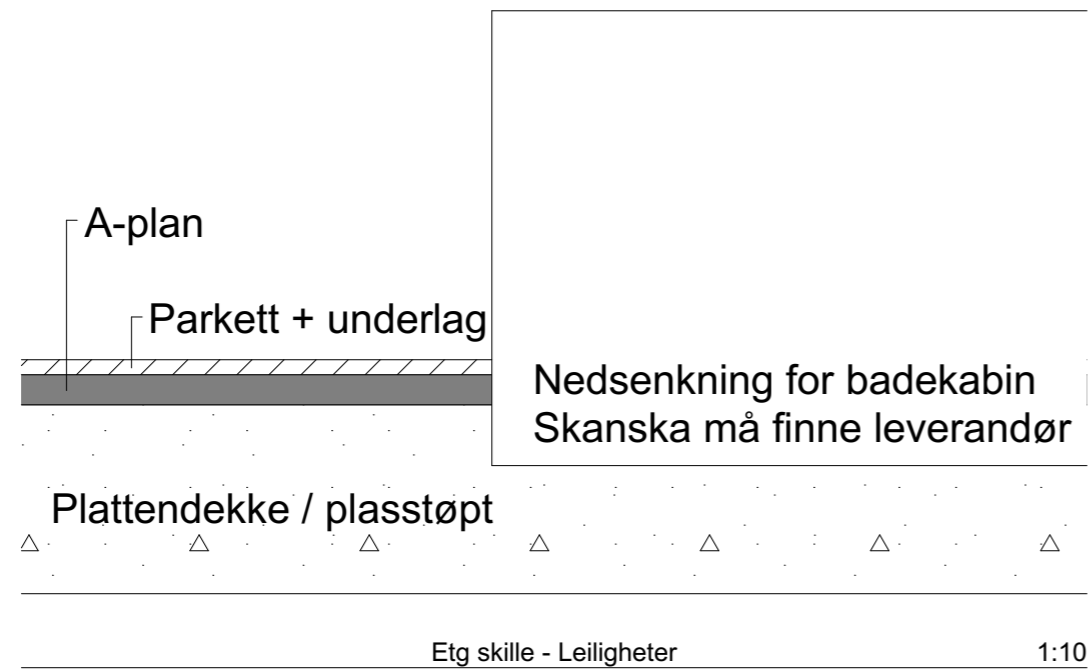 A-plan
Parkett + underlag
Nedsenkning for badekabin
Skanska må finne leverandør
Plattendekke / plasstøpt
Etg skille - Leiligheter 1:10